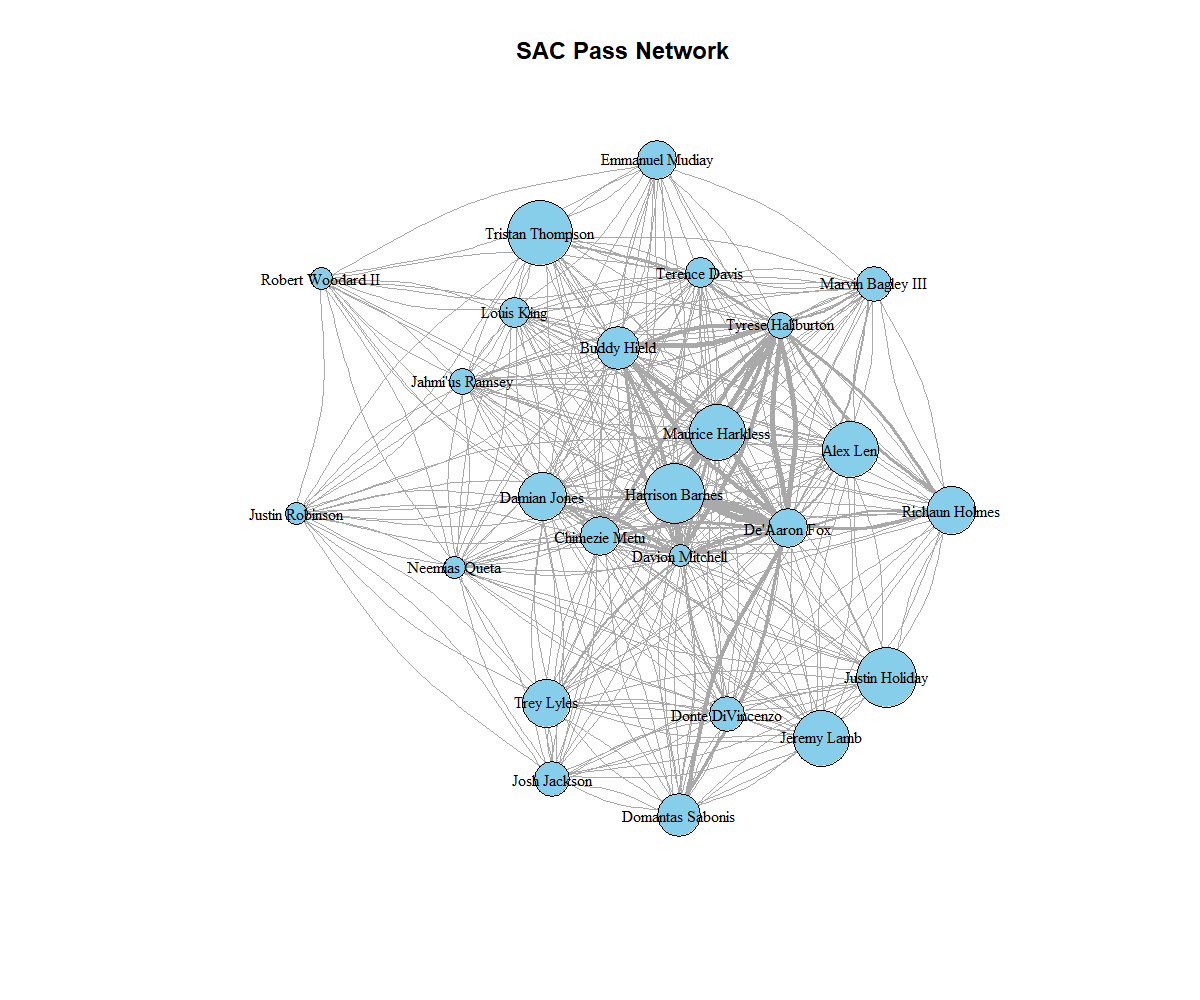 SAC Pass Network
Emmanuel Mudiay
Tristan Thompson
Terence Davis
Robert Woodard II
Marvin Bagley III
Louis King
Tyrese Haliburton
Buddy Hield
Jahmi'us Ramsey
Maurice Harkless
Alex Len
Harrison Barnes
Damian Jones
Richaun Holmes
Justin Robinson
De'Aaron Fox
Chimezie Metu
Davion Mitchell
Neemias Queta
Justin Holiday
Trey Lyles
Donte DiVincenzo
Jeremy Lamb
Josh Jackson
Domantas Sabonis